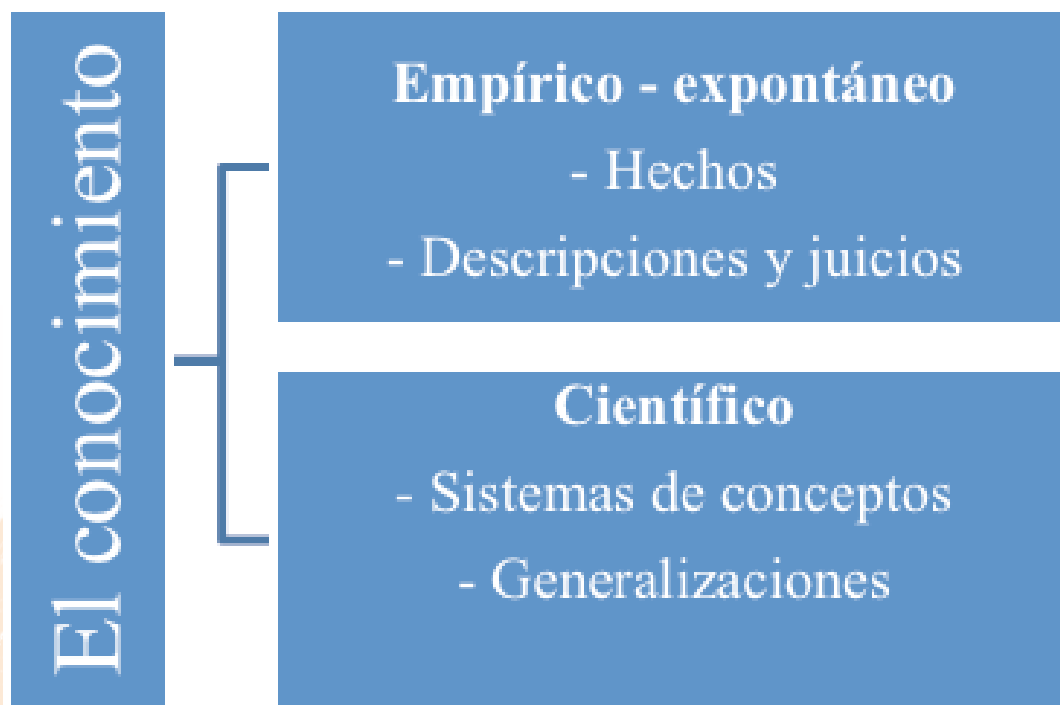 El conocimiento
Empírico - expontáneo
- Hechos
- Descripciones y juicios
Científico
- Sistemas de conceptos
- Generalizaciones